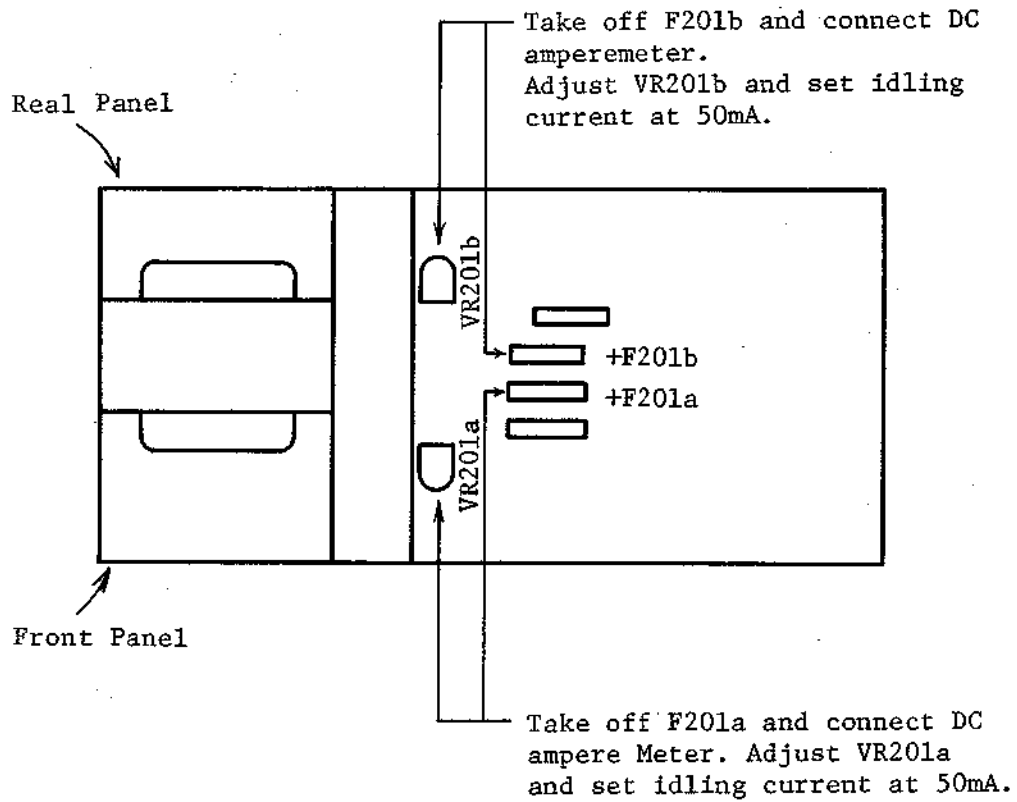 Take off F201b and connect DC
amperemeter.
Adjust VR201b and set idling
current at 50mA.
Real Panel
VR201b
+F201b
+F201a
VR201a
Front Panel
Take off F201a and connect DC
ampere Meter. Adjust VR201a
and set idling current at 50mA.